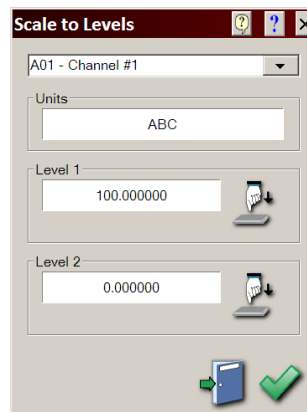 Scale to Levels
A01 - Channel #1
Units
ABC
Level 1
100.000000
Level 2
0.000000